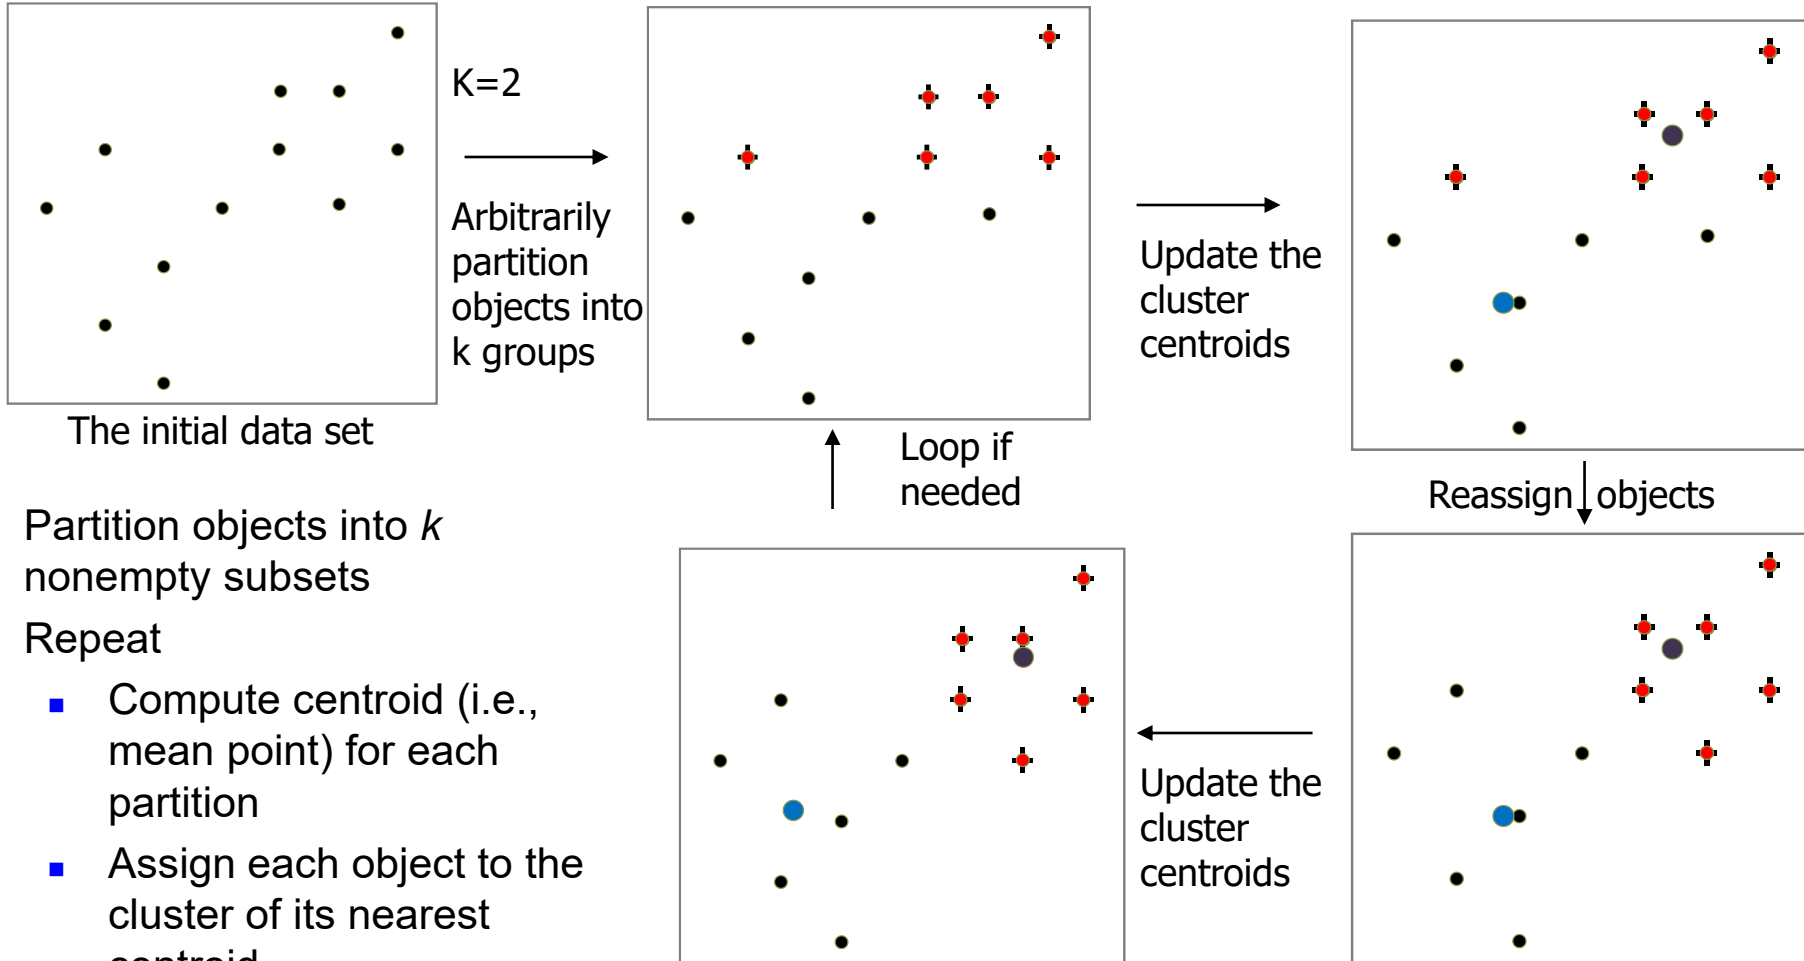 K=2
Arbitrarily
partition
objects into
k groups
The initial data set
Update the
cluster
centroids
Reassign objects
Loop if
needed
Update the
cluster
centroids
Partition objects into k
nonempty subsets
Repeat
Compute centroid (i.e.,
mean point) for each
partition
Assign each object to the
cluster of its nearest